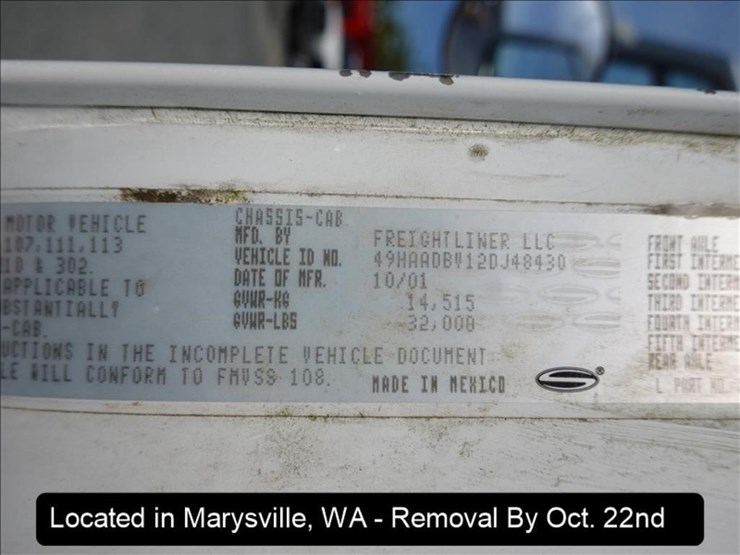 MOTOR VEHICLE
107,111,113
10 & 302.
APPLICABLE TO
BSTANTIALLY
-CAB.
UCTIONS IN THE INCOMPLETE VEHICLE DOCUMENT
LE WILL CONFORM TO FMVSS 108.
CHASSIS-CAB
MFD. BY FREIGHTLINER LLC
VEHICLE ID NO. 49HAADBV12DJ48430
DATE OF MFR. 10/01
GVWR-KG 14,515
GVWR-LBS 32,000
MADE IN MEXICO
S®
FRONT AXLE
FIRST INTERME
SECOND INTERM
THIRD INTERME
FOURTH INTERM
FIFTH INTERME
REAR AXLE
L PART NO.
Located in Marysville, WA - Removal By Oct. 22nd